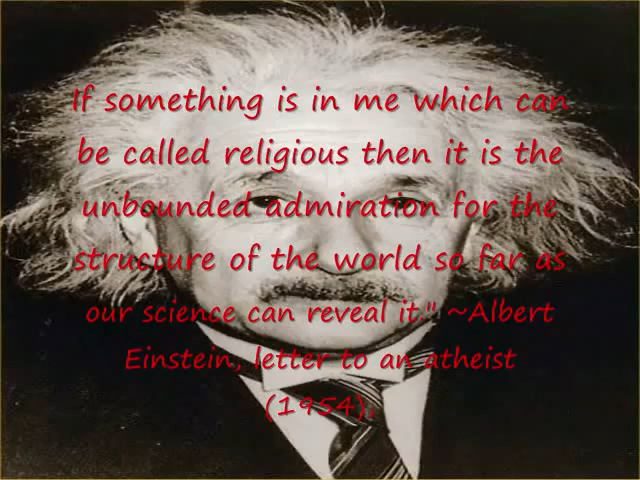 If something is in me which can
be called religious then it is the
unbounded admiration for the
structure of the world so far as
our science can reveal it." ~Albert
Einstein, letter to an atheist
(1954),